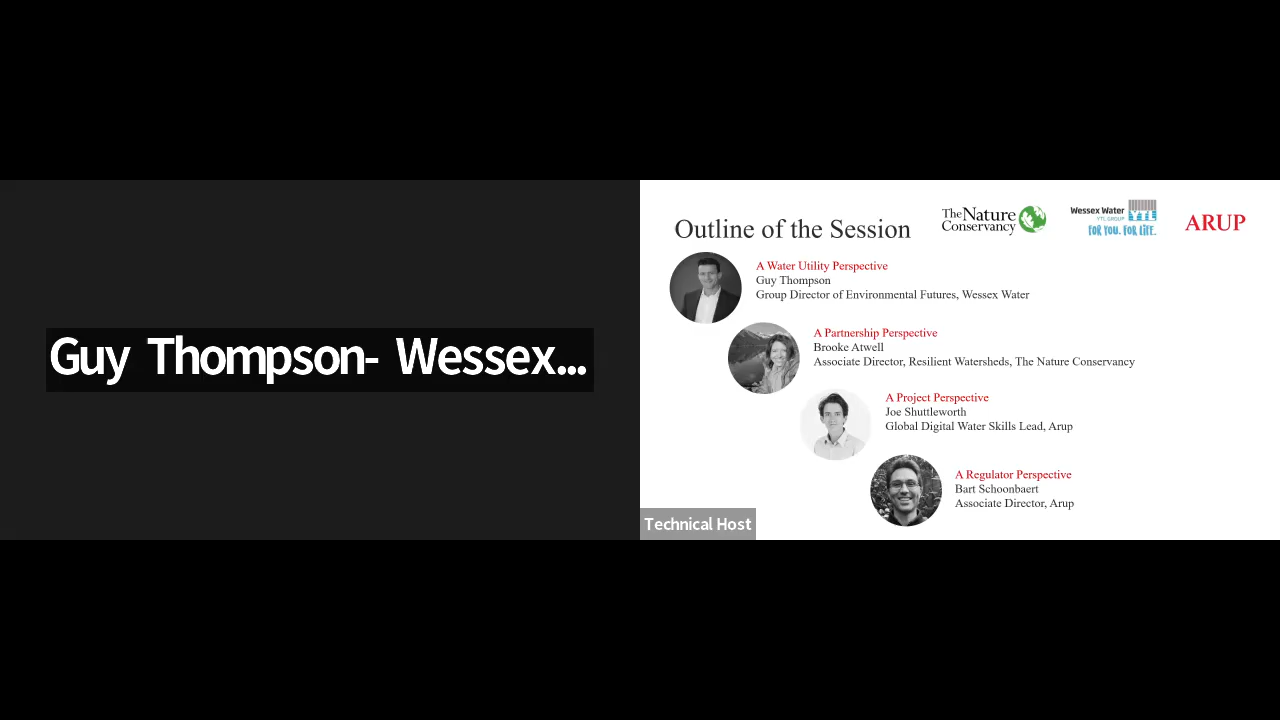 Guy Thompson- Wessex...
Outline of the Session
The Nature
Conservancy
Wessex Water
YTL GROUP
YTL
FOR YOU. FOR LIFE.
ARUP
A Water Utility Perspective
Guy Thompson
Group Director of Environmental Futures, Wessex Water
A Partnership Perspective
Brooke Atwell
Associate Director, Resilient Watersheds, The Nature Conservancy
A Project Perspective
Joe Shuttleworth
Global Digital Water Skills Lead, Arup
A Regulator Perspective
Bart Schoonbaert
Associate Director, Arup
Technical Host